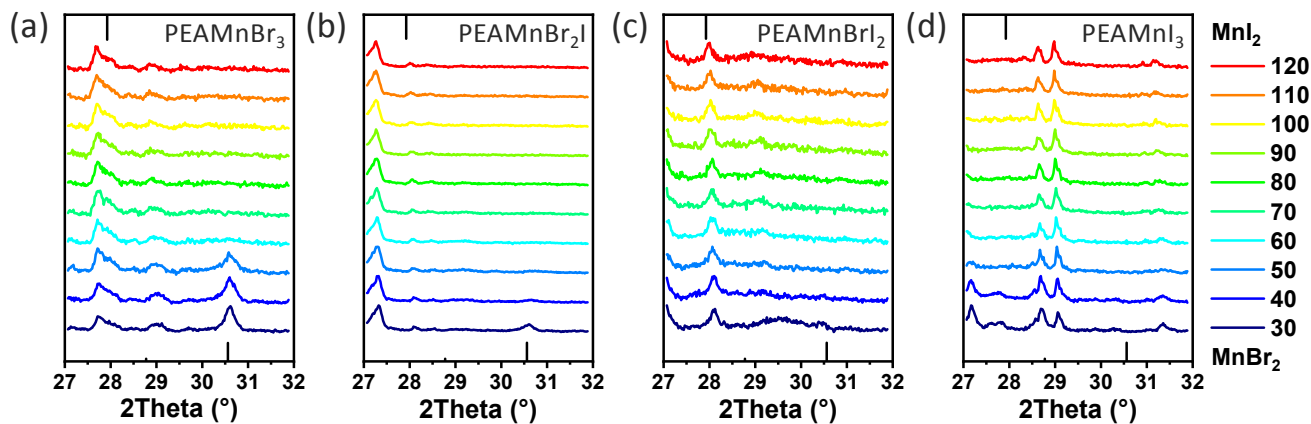 (a) PEAMnBr3
(b) PEAMnBr2I
(c) PEAMnBrI2
(d) PEAMnI3
MnI2
120
110
100
90
80
70
60
50
40
30
MnBr2
27 28 29 30 31 32
27 28 29 30 31 32
27 28 29 30 31 32
27 28 29 30 31 32
2Theta (°)
2Theta (°)
2Theta (°)
2Theta (°)